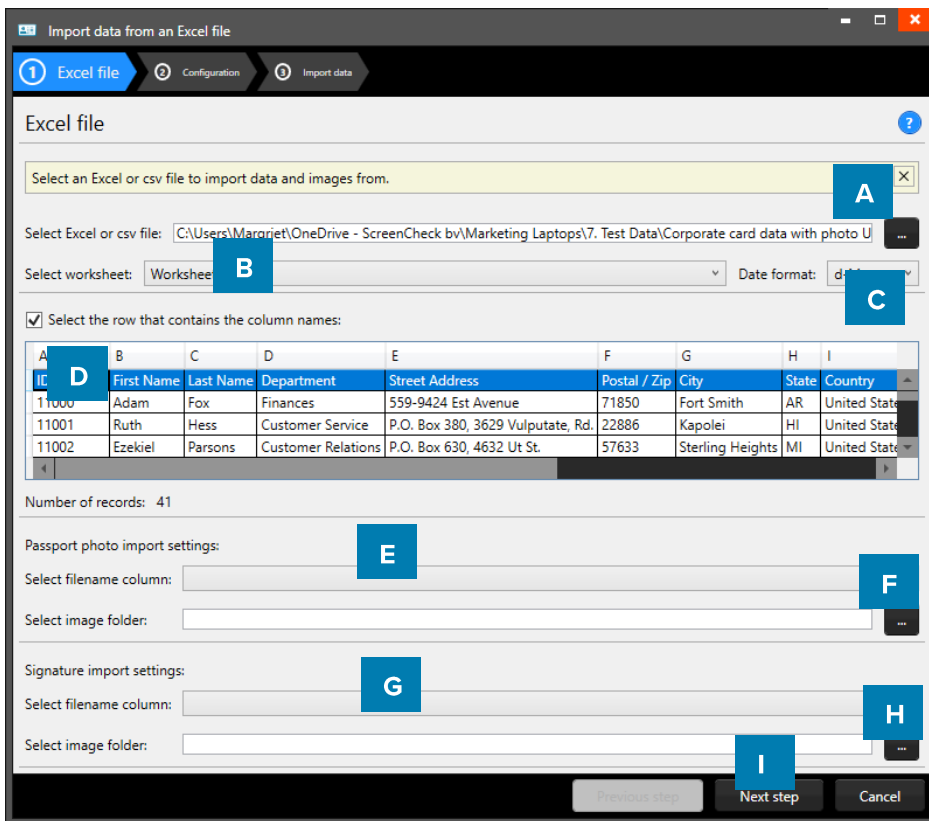 Import data from an Excel file
1 Excel file 2 Configuration 3 Import data
Excel file ?
Select an Excel or csv file to import data and images from.
A
Select Excel or csv file: C:\Users\Margriet\OneDrive - ScreenCheck bv\Marketing Laptops\7. Test Data\Corporate card data with photo U ...
B
Select worksheet: Worksheet Date format:
C
Select the row that contains the column names:
A B C D E F G H I
D
ID First Name Last Name Department Street Address Postal / Zip City State Country
11000 Adam Fox Finances 559-9424 Est Avenue 71850 Fort Smith AR United State
11001 Ruth Hess Customer Service P.O. Box 380, 3629 Vulputate, Rd. 22886 Kapolei HI United State
11002 Ezekiel Parsons Customer Relations P.O. Box 630, 4632 Ut St. 57633 Sterling Heights MI United State
Number of records: 41
Passport photo import settings:
E
Select filename column:
F
Select image folder: ...
Signature import settings:
G
Select filename column:
H
Select image folder: ...
I
Previous step Next step Cancel